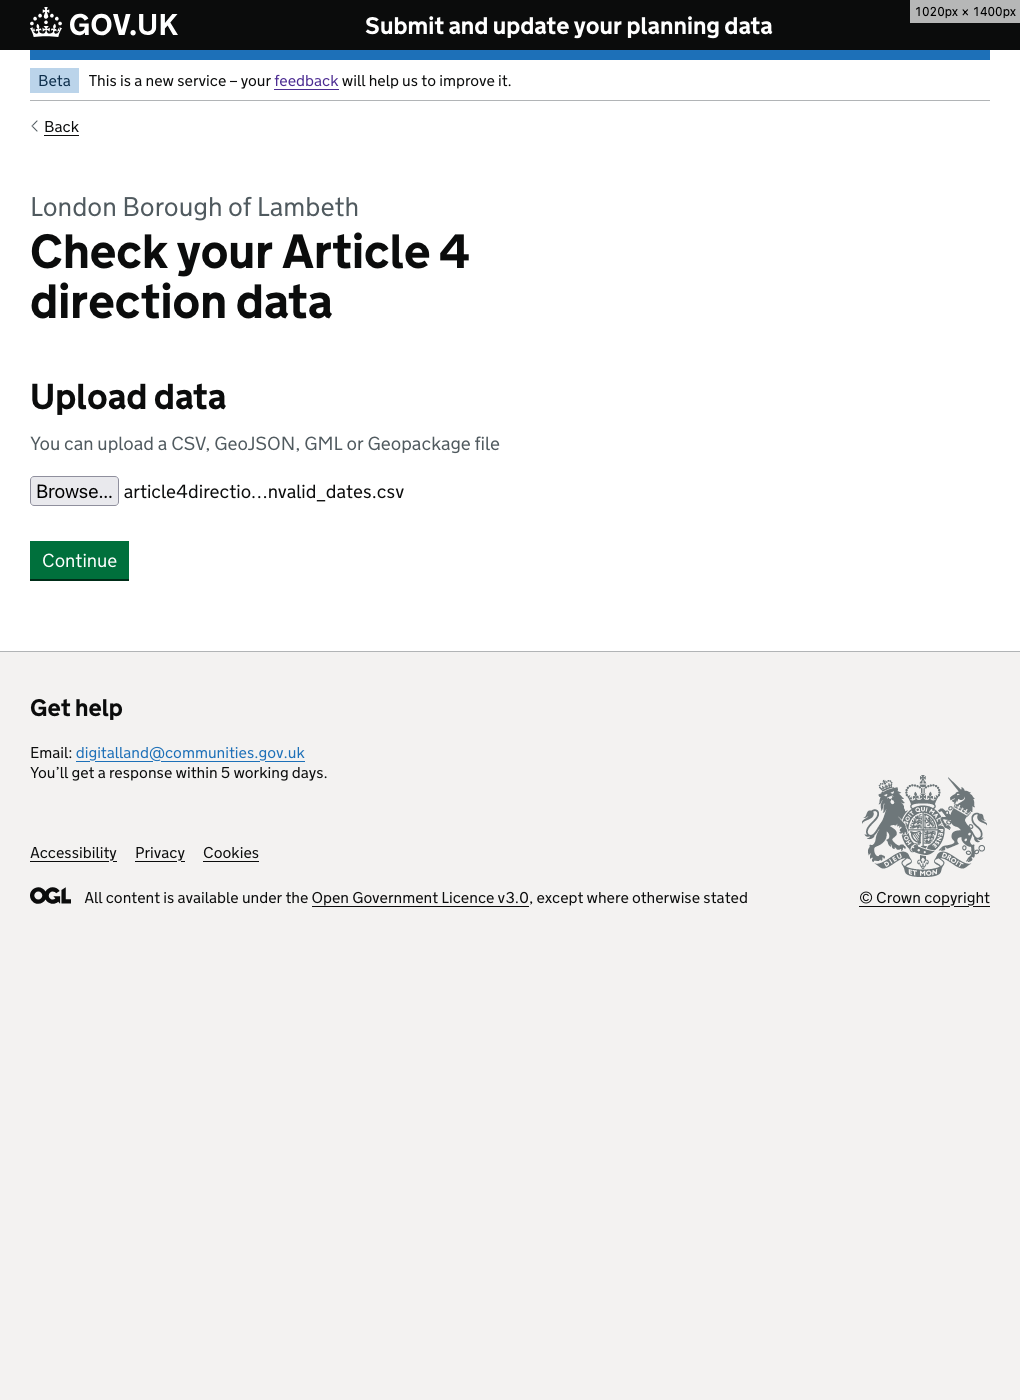 GOV.UK
Submit and update your planning data
1020px × 1400px
Beta
This is a new service – your feedback will help us to improve it.
Back
London Borough of Lambeth
Check your Article 4
direction data
Upload data
You can upload a CSV, GeoJSON, GML or Geopackage file
Browse... article4directio…nvalid_dates.csv
Continue
Get help
Email: digitalland@communities.gov.uk
You’ll get a response within 5 working days.
Accessibility Privacy Cookies
DIEU ET MON DROIT
OGL All content is available under the Open Government Licence v3.0, except where otherwise stated
© Crown copyright